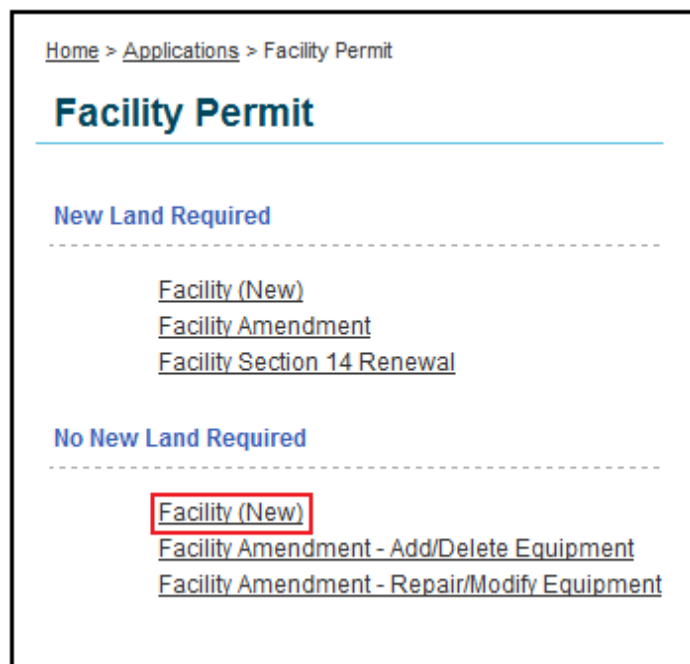 Home > Applications > Facility Permit
Facility Permit
New Land Required
Facility (New)
Facility Amendment
Facility Section 14 Renewal
No New Land Required
Facility (New)
Facility Amendment - Add/Delete Equipment
Facility Amendment - Repair/Modify Equipment